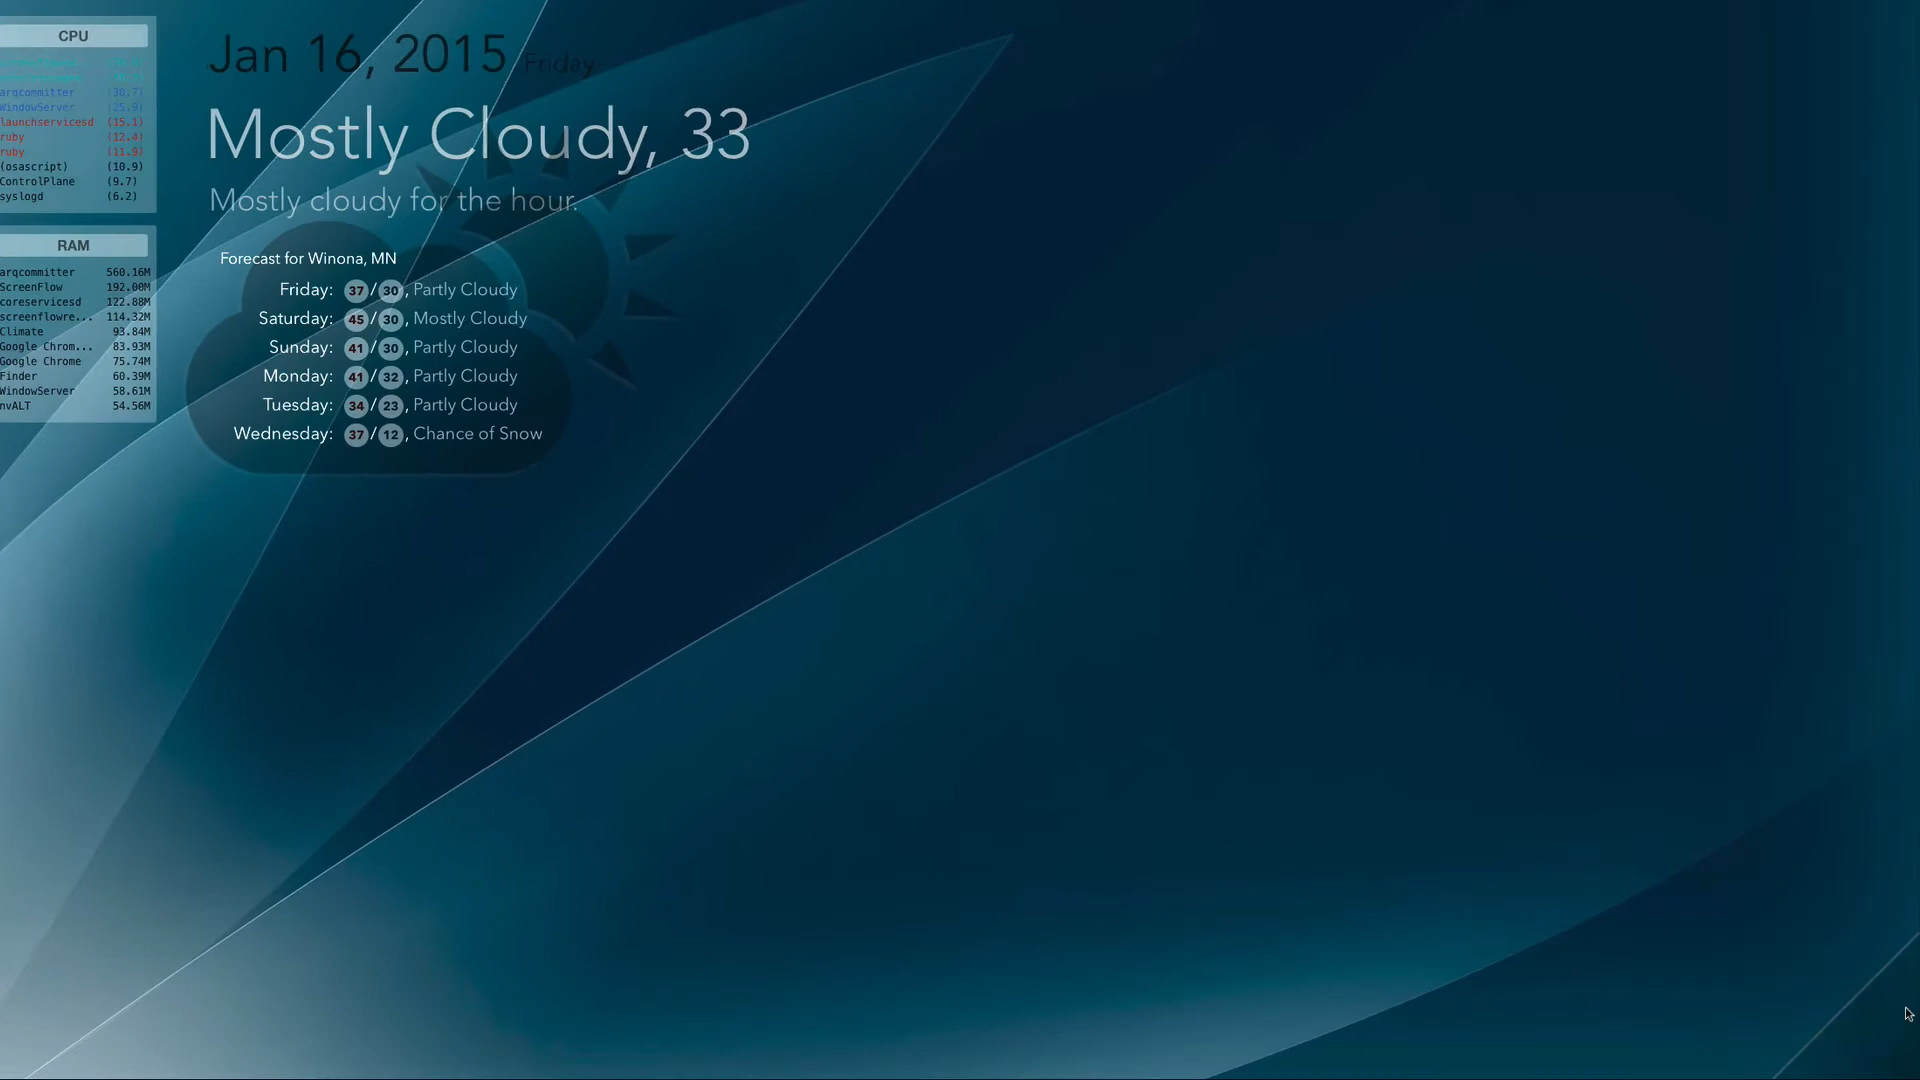 CPU
arqcommitter (30.7)
WindowServer (25.9)
launchservicesd (15.1)
ruby (12.4)
ruby (11.9)
(osascript) (10.9)
ControlPlane (9.7)
syslogd (6.2)
RAM
arqcommitter 560.16M
ScreenFlow 192.00M
coreservicesd 122.88M
screenflowre... 114.32M
Climate 93.84M
Google Chrom... 83.93M
Google Chrome 75.74M
Finder 60.39M
WindowServer 58.61M
nvALT 54.56M
Jan 16, 2015 Friday
Mostly Cloudy, 33
Mostly cloudy for the hour.
Forecast for Winona, MN
Friday: 37/30, Partly Cloudy
Saturday: 45/30, Mostly Cloudy
Sunday: 41/30, Partly Cloudy
Monday: 41/32, Partly Cloudy
Tuesday: 34/23, Partly Cloudy
Wednesday: 37/12, Chance of Snow